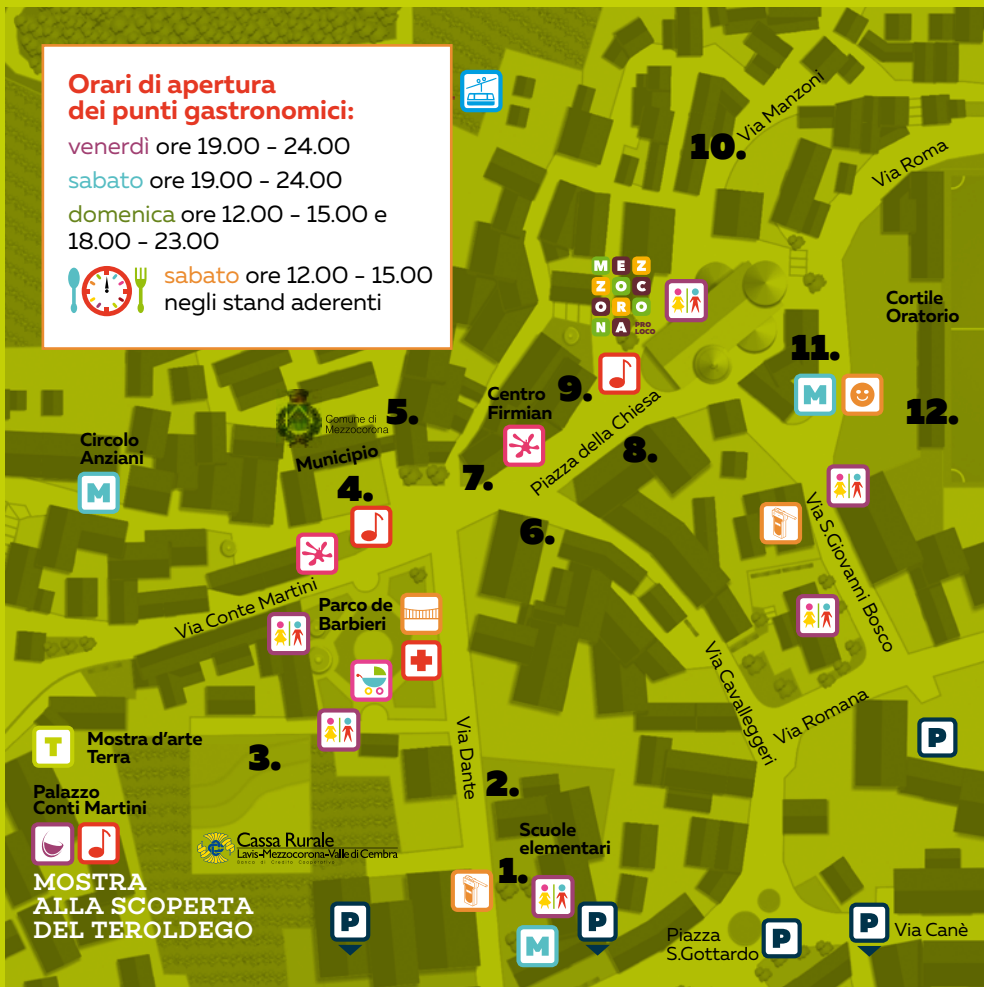 Orari di apertura
dei punti gastronomici:
venerdì ore 19.00 - 24.00
sabato ore 19.00 - 24.00
domenica ore 12.00 - 15.00 e
18.00 - 23.00
sabato ore 12.00 - 15.00
negli stand aderenti
10.
Via Manzoni
Via Roma
MEZ
ZOC
ORO
NA PRO
LOCO
Cortile
Oratorio
11.
M
12.
9.
Centro
Firmian
Piazza della Chiesa
8.
5.
Comune di
Mezzocorona
Municipio
Circolo
Anziani
M
4.
7.
6.
Via S.Giovanni Bosco
Via Conte Martini
Parco de
Barbieri
Via Cavalleggeri
Via Romana
P
T
Mostra d'arte
Terra
3.
Via Dante
2.
Palazzo
Conti Martini
Cassa Rurale
Lavis-Mezzocorona-Valle di Cembra
Banca di Credito Cooperativo
Scuole
elementari
1.
MOSTRA
ALLA SCOPERTA
DEL TEROLDEGO
P
M
P
Piazza
S.Gottardo
P
P
Via Canè